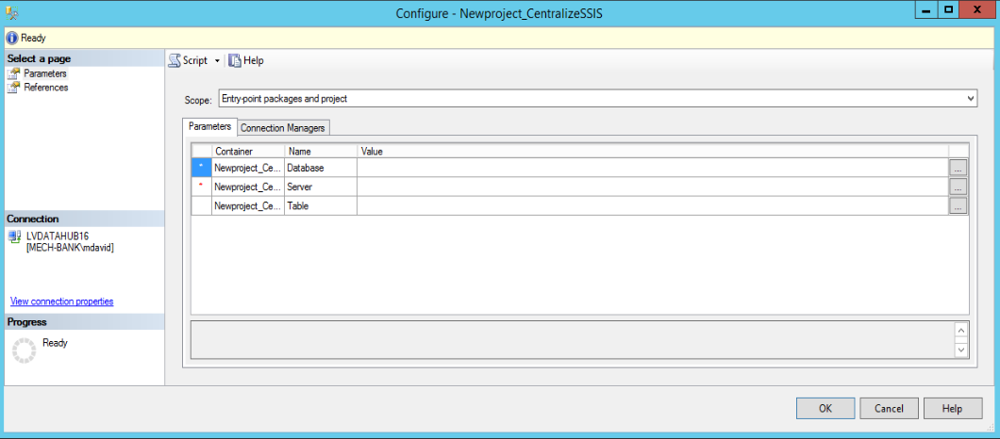 Configure - Newproject_CentralizeSSIS
Ready
Select a page
Parameters
References
Script Help
Scope: Entry-point packages and project
Parameters Connection Managers
Container Name Value
* Newproject_Ce... Database ...
* Newproject_Ce... Server ...
Newproject_Ce... Table ...
Connection
LVDATAHUB16
[MECH-BANK\mdavid]
View connection properties
Progress
Ready
OK Cancel Help